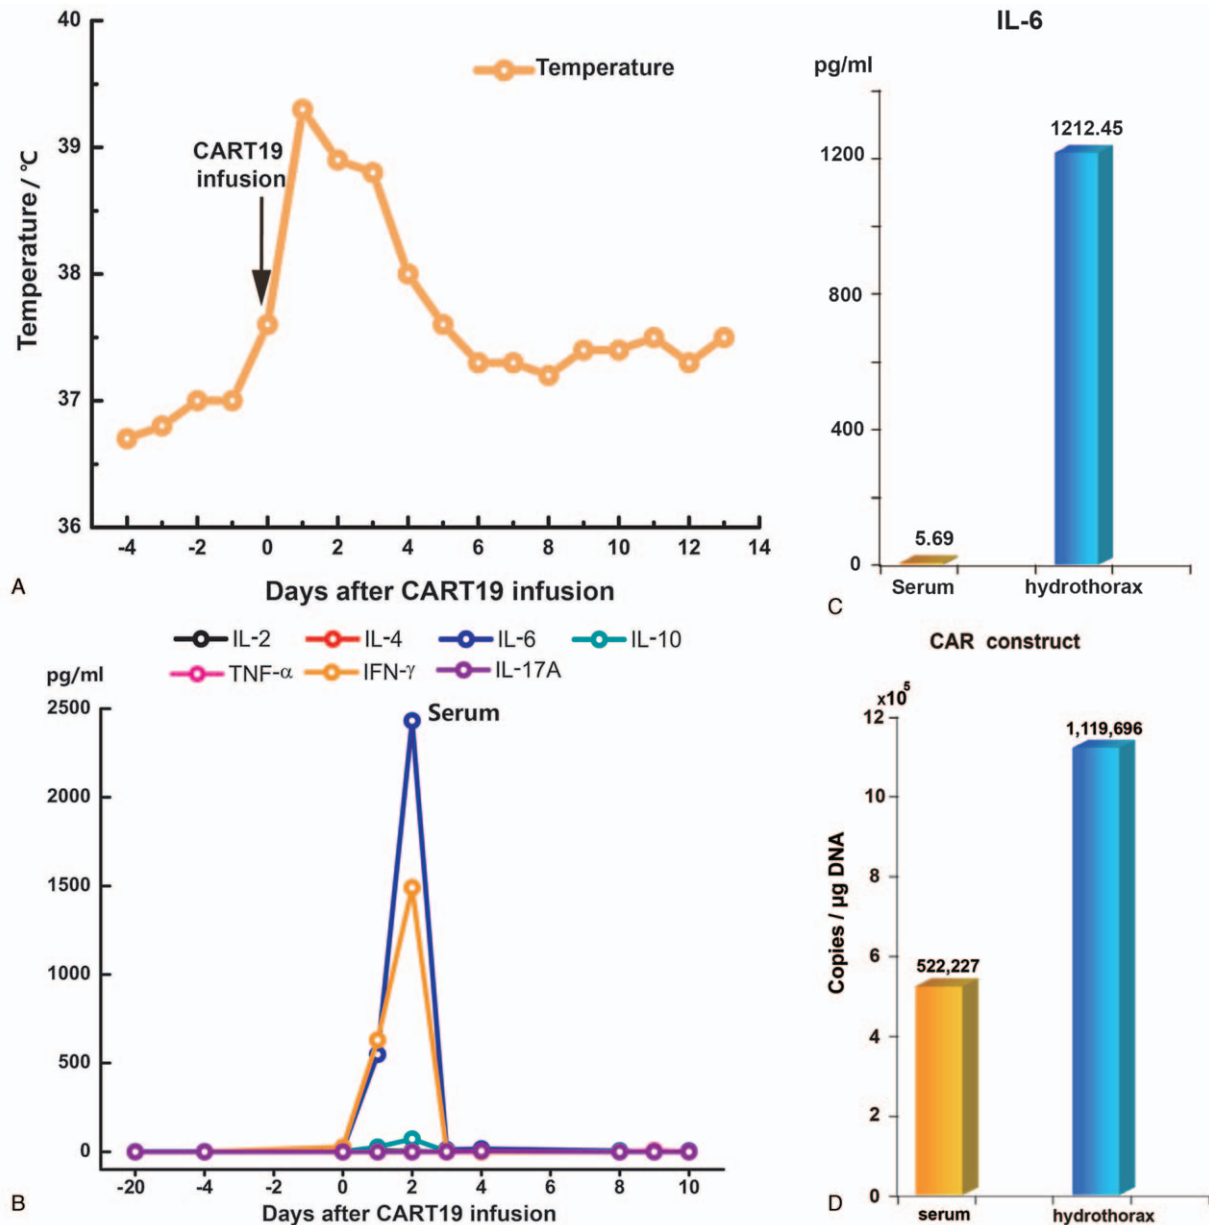 40
39
38
37
36
Temperature / °C
Temperature
CART19
infusion
-4 -2 0 2 4 6 8 10 12 14
Days after CART19 infusion
A
IL-6
pg/ml
1200
800
400
0
1212.45
5.69
Serum hydrothorax
C
IL-2 IL-4 IL-6 IL-10
TNF-α IFN-γ IL-17A
pg/ml
Serum
2500
2000
1500
1000
500
0
-20 -4 -2 0 2 4 6 8 10
Days after CART19 infusion
B
CAR construct
x10⁵
12
10
8
6
4
2
0
Copies / μg DNA
1,119,696
522,227
serum hydrothorax
D